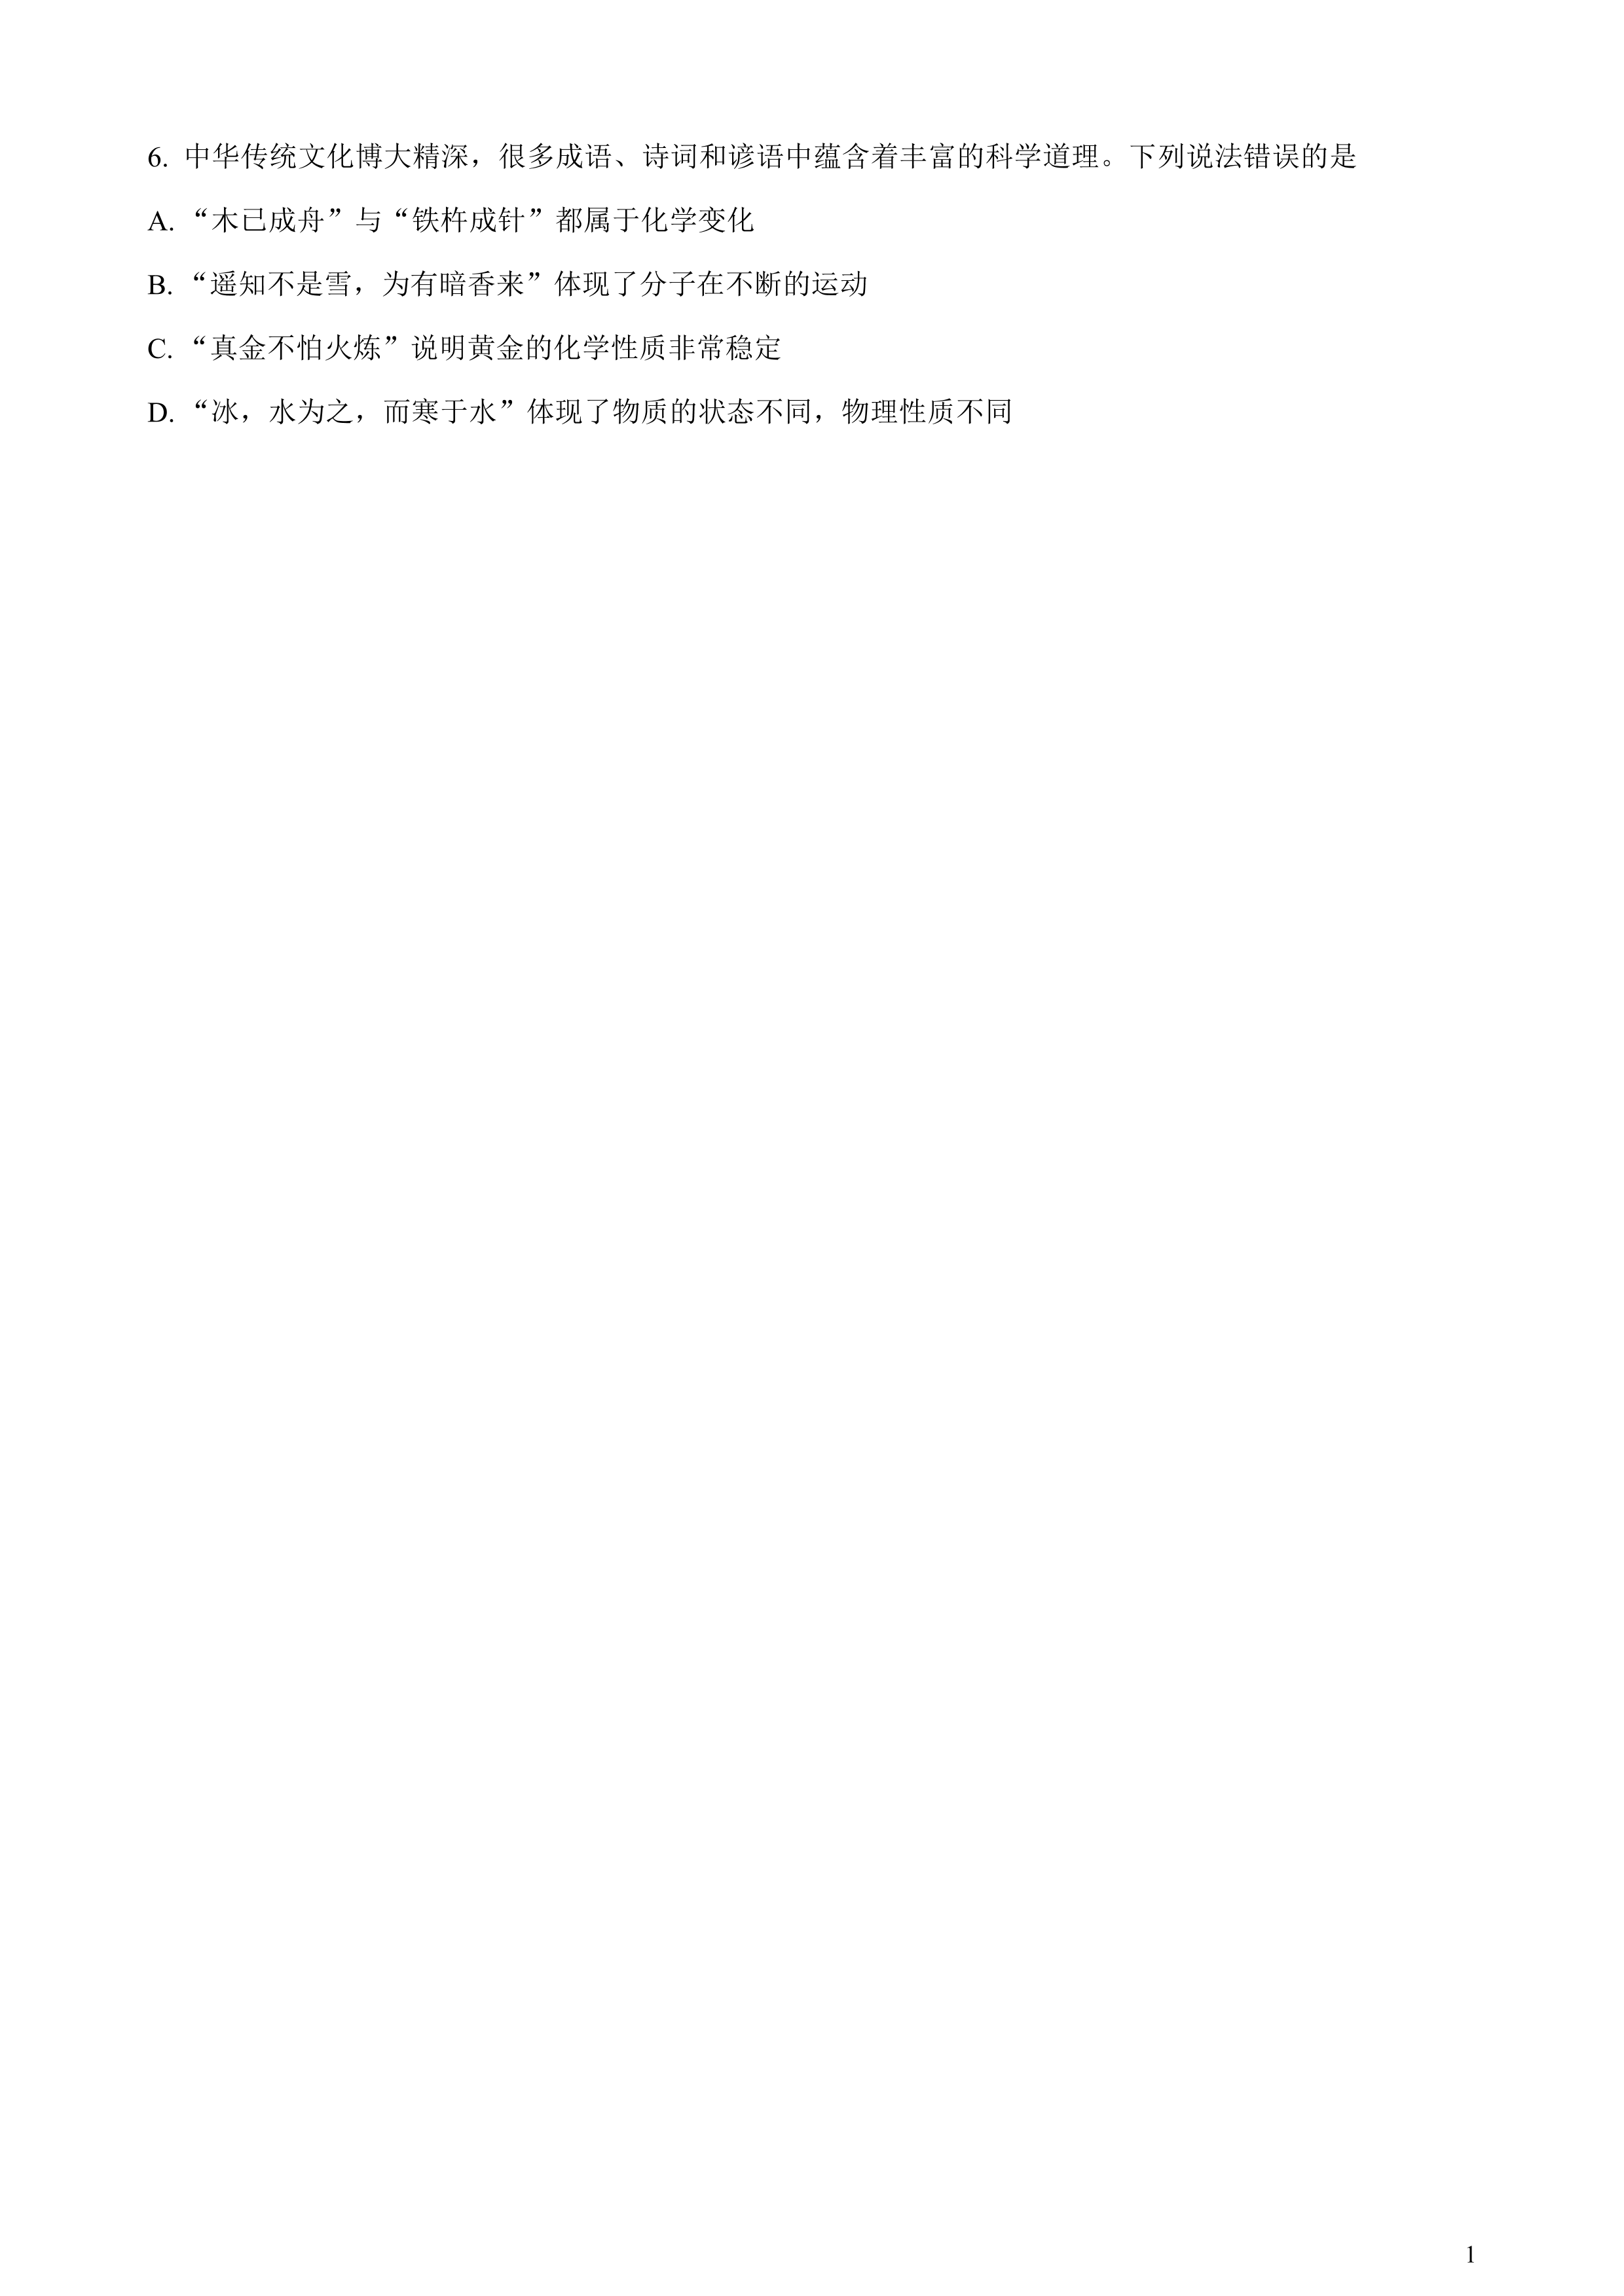 6. 中华传统文化博大精深，很多成语、诗词和谚语中蕴含着丰富的科学道理。下列说法错误的是
A. “木已成舟”与“铁杵成针”都属于化学变化
B. “遥知不是雪，为有暗香来”体现了分子在不断的运动
C. “真金不怕火炼”说明黄金的化学性质非常稳定
D. “冰，水为之，而寒于水”体现了物质的状态不同，物理性质不同
1